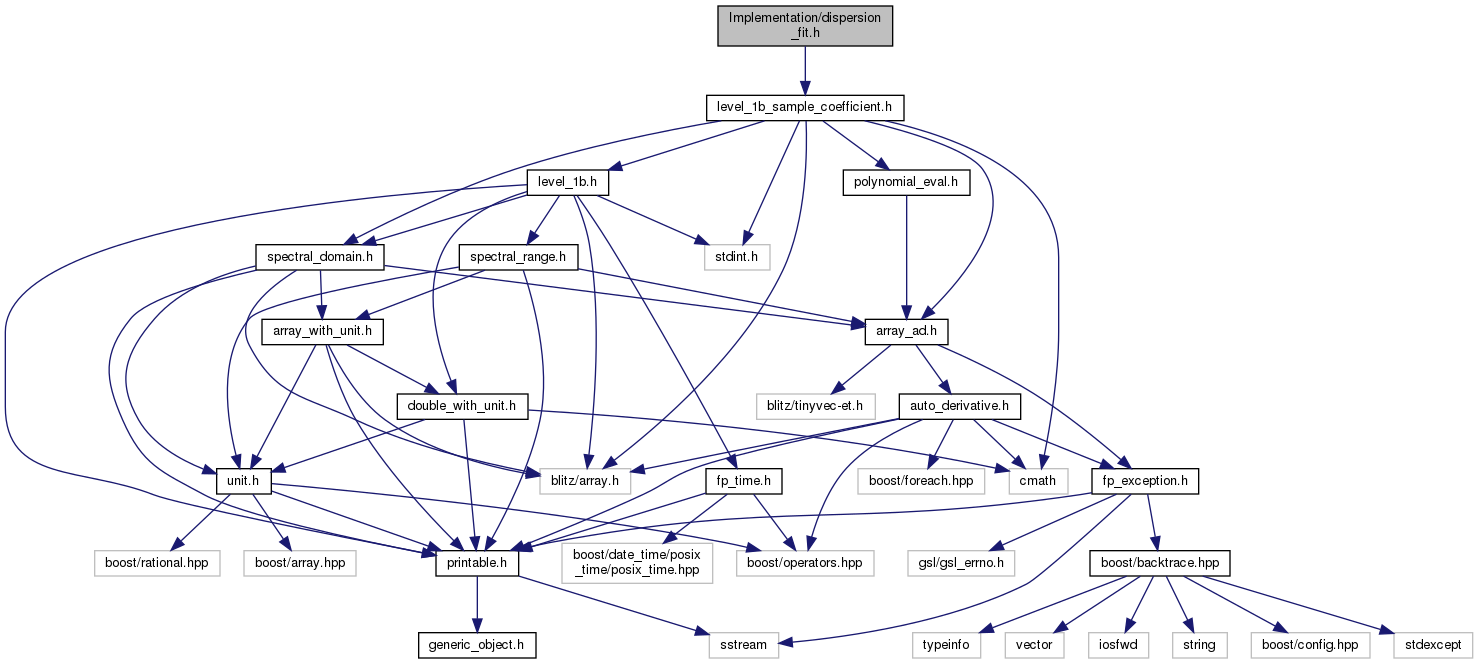 Implementation/dispersion
_fit.h
level_1b_sample_coefficient.h
level_1b.h
polynomial_eval.h
spectral_domain.h
spectral_range.h
stdint.h
array_with_unit.h
array_ad.h
double_with_unit.h
blitz/tinyvec-et.h
auto_derivative.h
unit.h
blitz/array.h
fp_time.h
boost/foreach.hpp
cmath
fp_exception.h
boost/rational.hpp
boost/array.hpp
printable.h
boost/date_time/posix
_time/posix_time.hpp
boost/operators.hpp
gsl/gsl_errno.h
boost/backtrace.hpp
generic_object.h
sstream
typeinfo
vector
iosfwd
string
boost/config.hpp
stdexcept